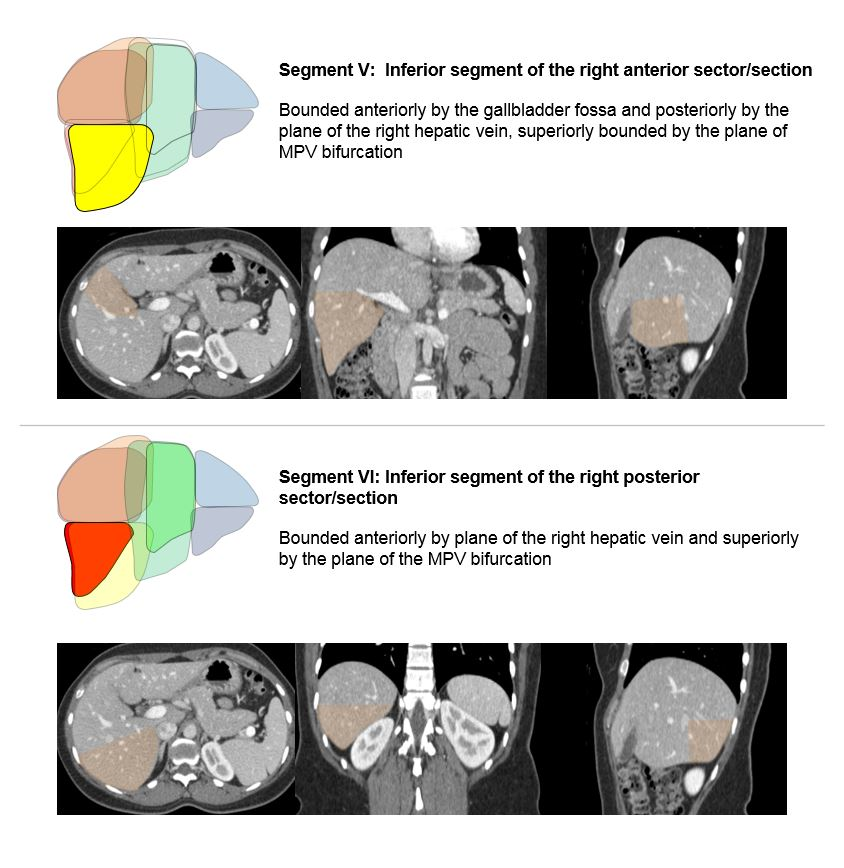 Segment V:  Inferior segment of the right anterior sector/section
Bounded anteriorly by the gallbladder fossa and posteriorly by the
plane of the right hepatic vein, superiorly bounded by the plane of
MPV bifurcation
Segment VI: Inferior segment of the right posterior
sector/section
Bounded anteriorly by plane of the right hepatic vein and superiorly
by the plane of the MPV bifurcation